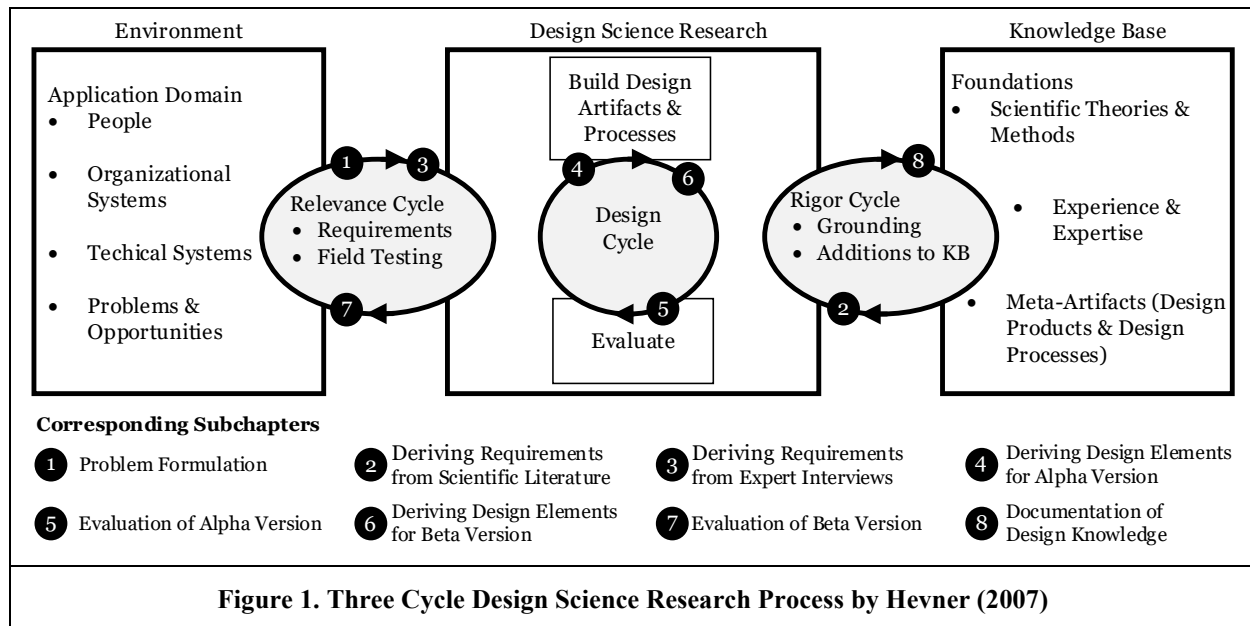 Environment
Design Science Research
Knowledge Base
Application Domain
• People
• Organizational
Systems
• Techical Systems
• Problems &
Opportunities
1
3
Relevance Cycle
• Requirements
• Field Testing
7
Build Design
Artifacts &
Processes
4
6
Design
Cycle
5
Evaluate
8
Rigor Cycle
• Grounding
• Additions to KB
2
Foundations
• Scientific Theories &
Methods
• Experience &
Expertise
• Meta-Artifacts (Design
Products & Design
Processes)
Corresponding Subchapters
1 Problem Formulation
2 Deriving Requirements
from Scientific Literature
3 Deriving Requirements
from Expert Interviews
4 Deriving Design Elements
for Alpha Version
5 Evaluation of Alpha Version
6 Deriving Design Elements
for Beta Version
7 Evaluation of Beta Version
8 Documentation of
Design Knowledge
Figure 1. Three Cycle Design Science Research Process by Hevner (2007)